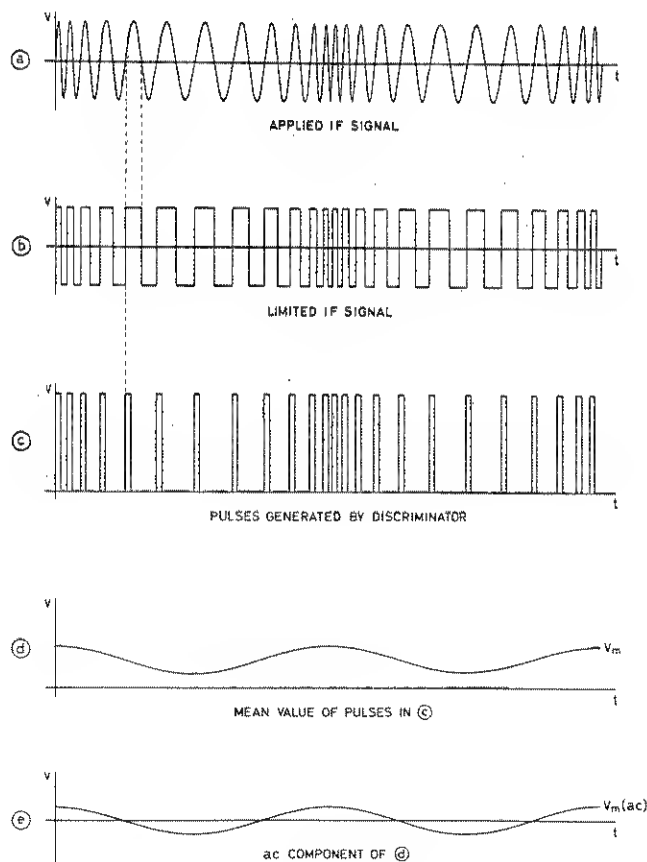 V
ⓐ
t
APPLIED IF SIGNAL
V
ⓑ
t
LIMITED IF SIGNAL
V
ⓒ
t
PULSES GENERATED BY DISCRIMINATOR
V
ⓓ
Vm
t
MEAN VALUE OF PULSES IN ⓒ
V
ⓔ
Vm(ac)
t
ac COMPONENT OF ⓓ